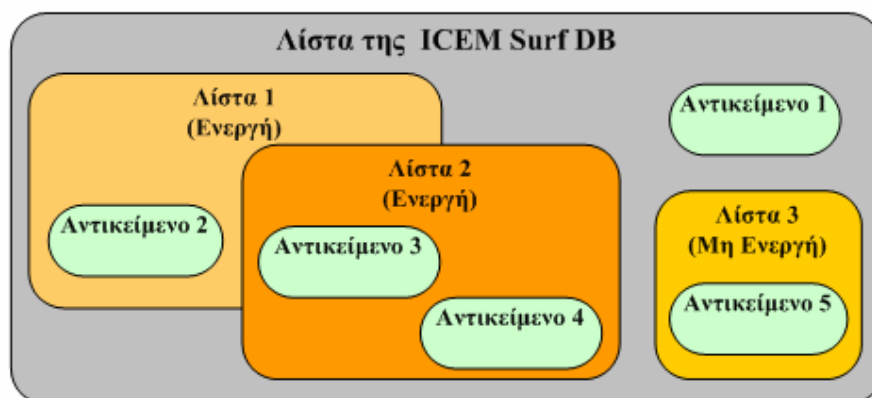 Λίστα της ICEM Surf DB
Λίστα 1
(Ενεργή)
Αντικείμενο 2
Λίστα 2
(Ενεργή)
Αντικείμενο 3
Αντικείμενο 4
Αντικείμενο 1
Λίστα 3
(Μη Ενεργή)
Αντικείμενο 5